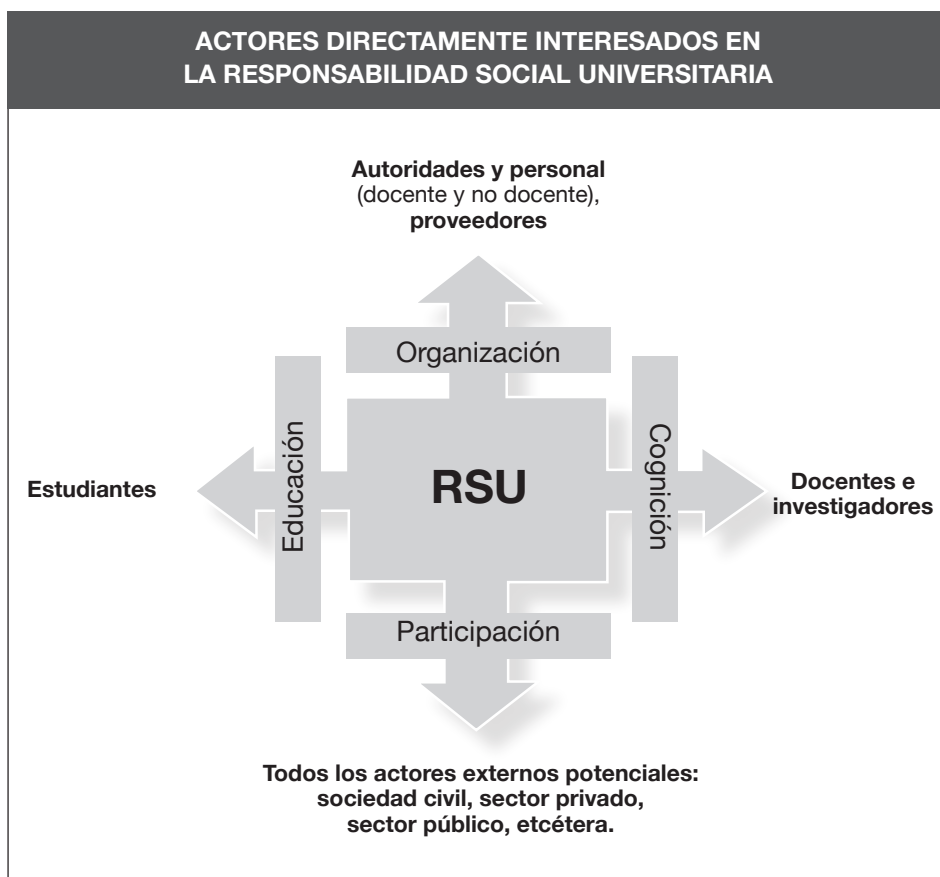 ACTORES DIRECTAMENTE INTERESADOS EN
LA RESPONSABILIDAD SOCIAL UNIVERSITARIA
Autoridades y personal
(docente y no docente),
proveedores
Organización
Educación
Cognición
RSU
Estudiantes
Docentes e
investigadores
Participación
Todos los actores externos potenciales:
sociedad civil, sector privado,
sector público, etcétera.